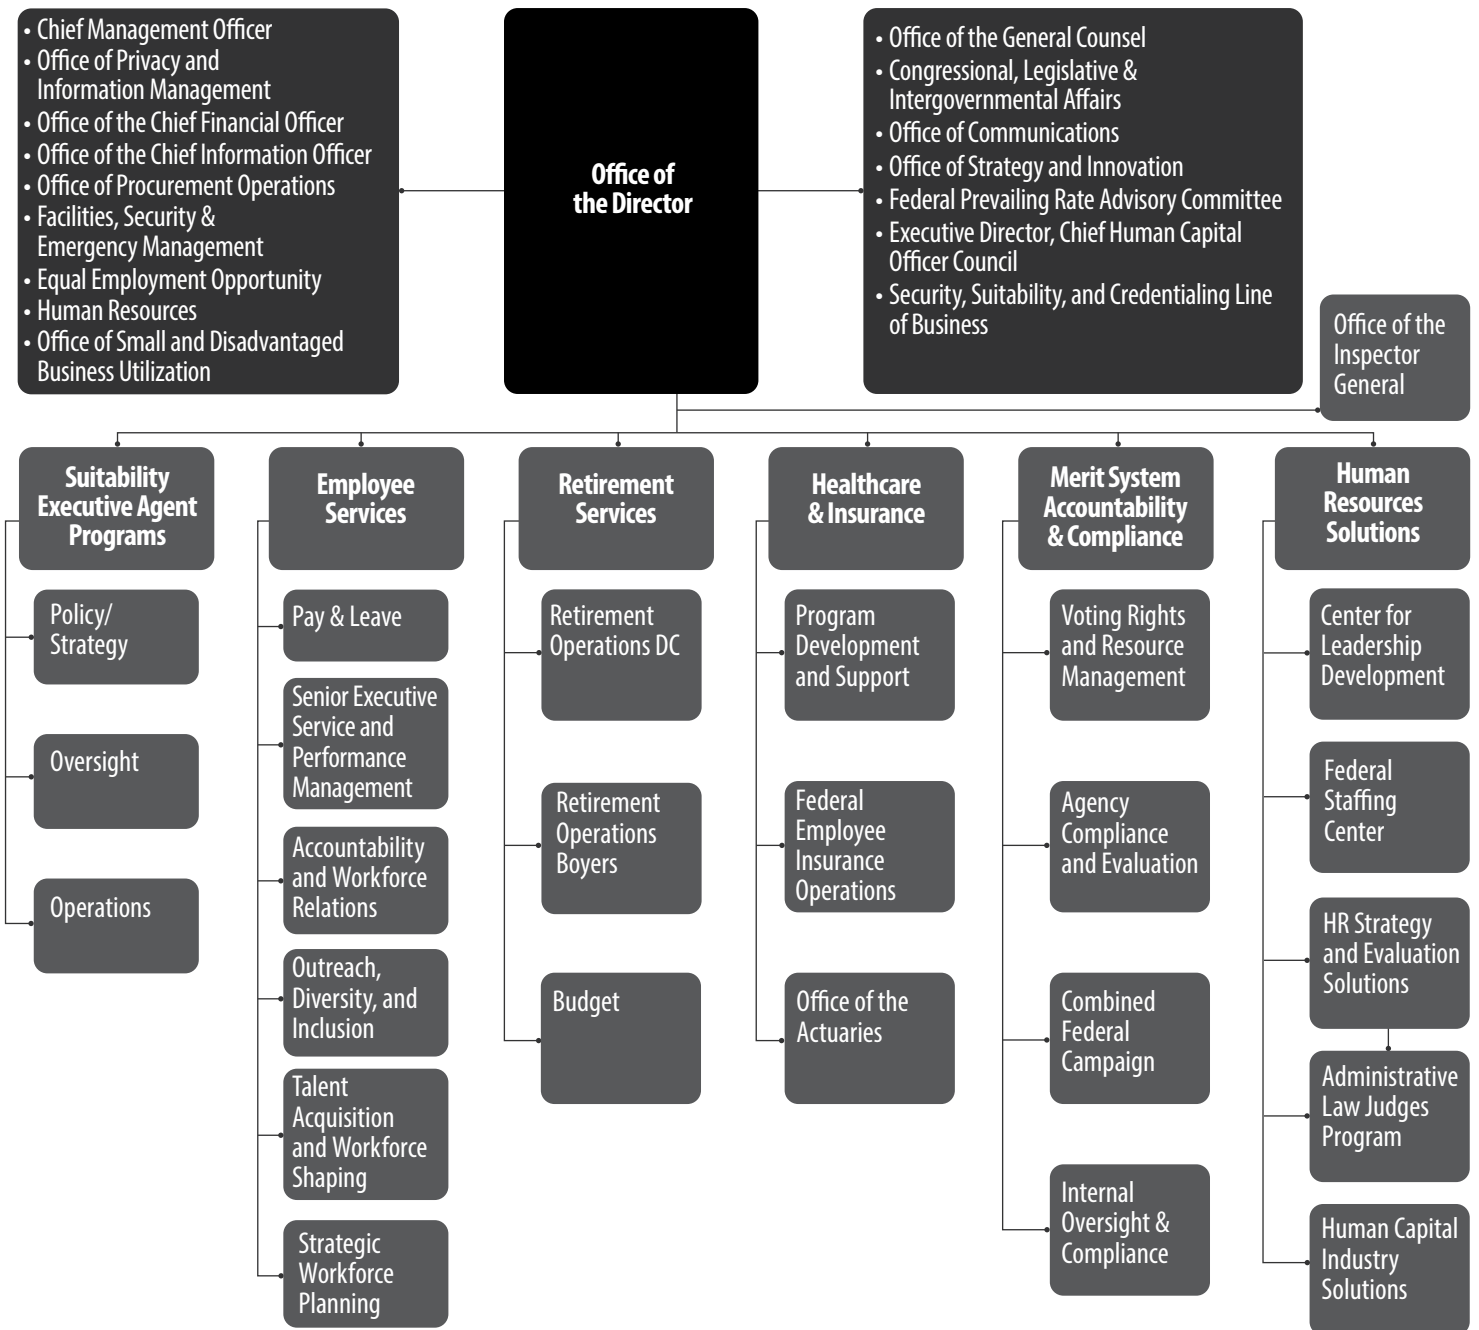 • Chief Management Officer
• Office of Privacy and
Information Management
• Office of the Chief Financial Officer
• Office of the Chief Information Officer
• Office of Procurement Operations
• Facilities, Security &
Emergency Management
• Equal Employment Opportunity
• Human Resources
• Office of Small and Disadvantaged
Business Utilization
Office of
the Director
• Office of the General Counsel
• Congressional, Legislative &
Intergovernmental Affairs
• Office of Communications
• Office of Strategy and Innovation
• Federal Prevailing Rate Advisory Committee
• Executive Director, Chief Human Capital
Officer Council
• Security, Suitability, and Credentialing Line
of Business
Office of the
Inspector
General
Suitability
Executive Agent
Programs
Policy/
Strategy
Oversight
Operations
Employee
Services
Pay & Leave
Senior Executive
Service and
Performance
Management
Accountability
and Workforce
Relations
Outreach,
Diversity, and
Inclusion
Talent
Acquisition
and Workforce
Shaping
Strategic
Workforce
Planning
Retirement
Services
Retirement
Operations DC
Retirement
Operations
Boyers
Budget
Healthcare
& Insurance
Program
Development
and Support
Federal
Employee
Insurance
Operations
Office of the
Actuaries
Merit System
Accountability
& Compliance
Voting Rights
and Resource
Management
Agency
Compliance
and Evaluation
Combined
Federal
Campaign
Internal
Oversight &
Compliance
Human
Resources
Solutions
Center for
Leadership
Development
Federal
Staffing
Center
HR Strategy
and Evaluation
Solutions
Administrative
Law Judges
Program
Human Capital
Industry
Solutions